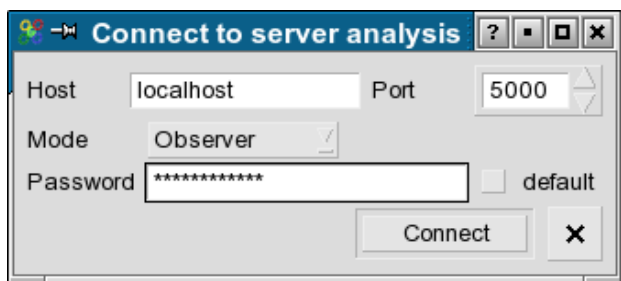 Connect to server analysis ?
Host localhost Port 5000
Mode Observer
Password ************ default
Connect